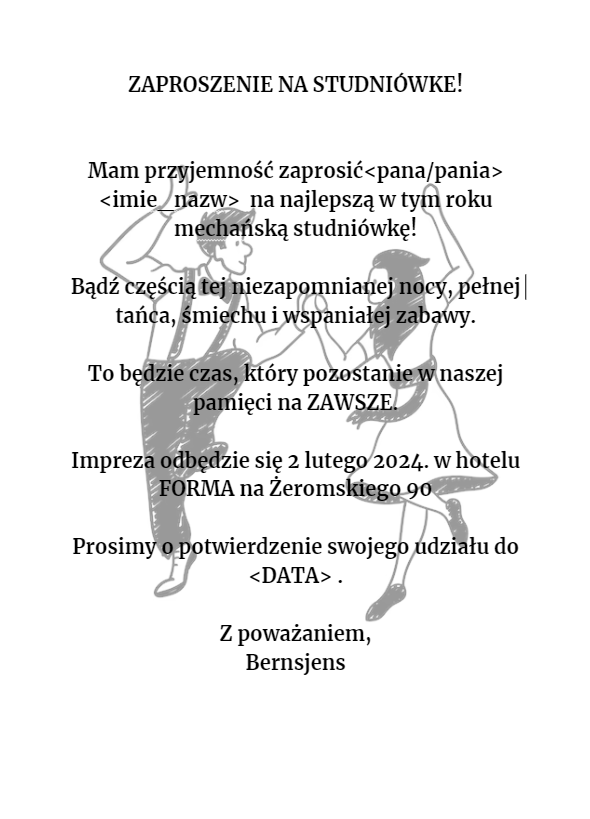 ZAPROSZENIE NA STUDNIÓWKE!
Mam przyjemność zaprosić<pana/pania>
<imie_nazw> na najlepszą w tym roku
mechańską studniówkę!
Bądź częścią tej niezapomnianej nocy, pełnej
tańca, śmiechu i wspaniałej zabawy.
To będzie czas, który pozostanie w naszej
pamięci na ZAWSZE.
Impreza odbędzie się 2 lutego 2024. w hotelu
FORMA na Żeromskiego 90
Prosimy o potwierdzenie swojego udziału do
<DATA> .
Z poważaniem,
Bernsjens